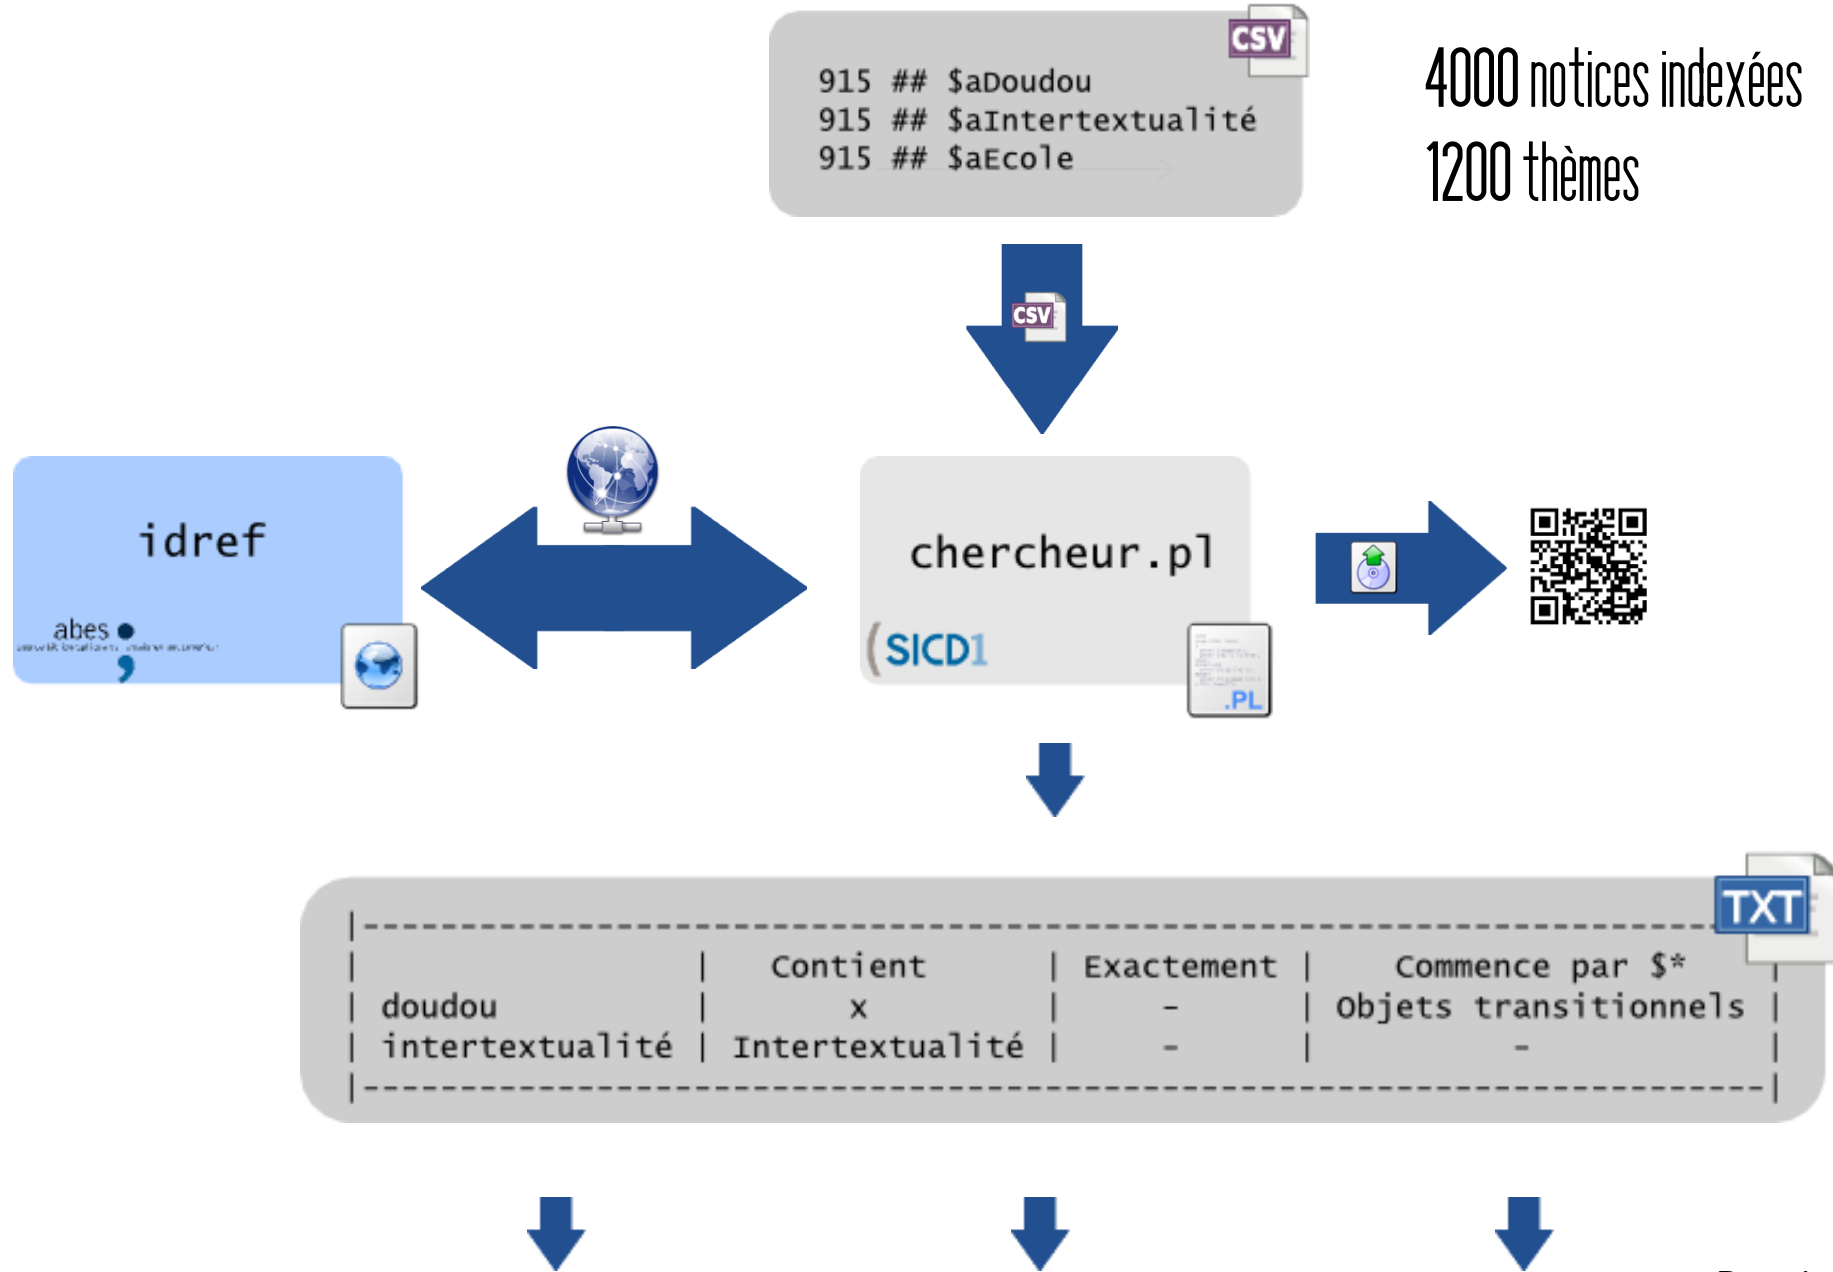 CSV
915 ## $aDoudou
915 ## $aIntertextualité
915 ## $aEcole
4000 notices indexées
1200 thèmes
CSV
idref
abes
chercheur.pl
(SICD1
.PL
TXT
|------------------------------------------------------------------------
| | Contient | Exactement | Commence par $* |
| doudou | x | - | Objets transitionnels |
| intertextualité | Intertextualité | - | - |
|------------------------------------------------------------------------|